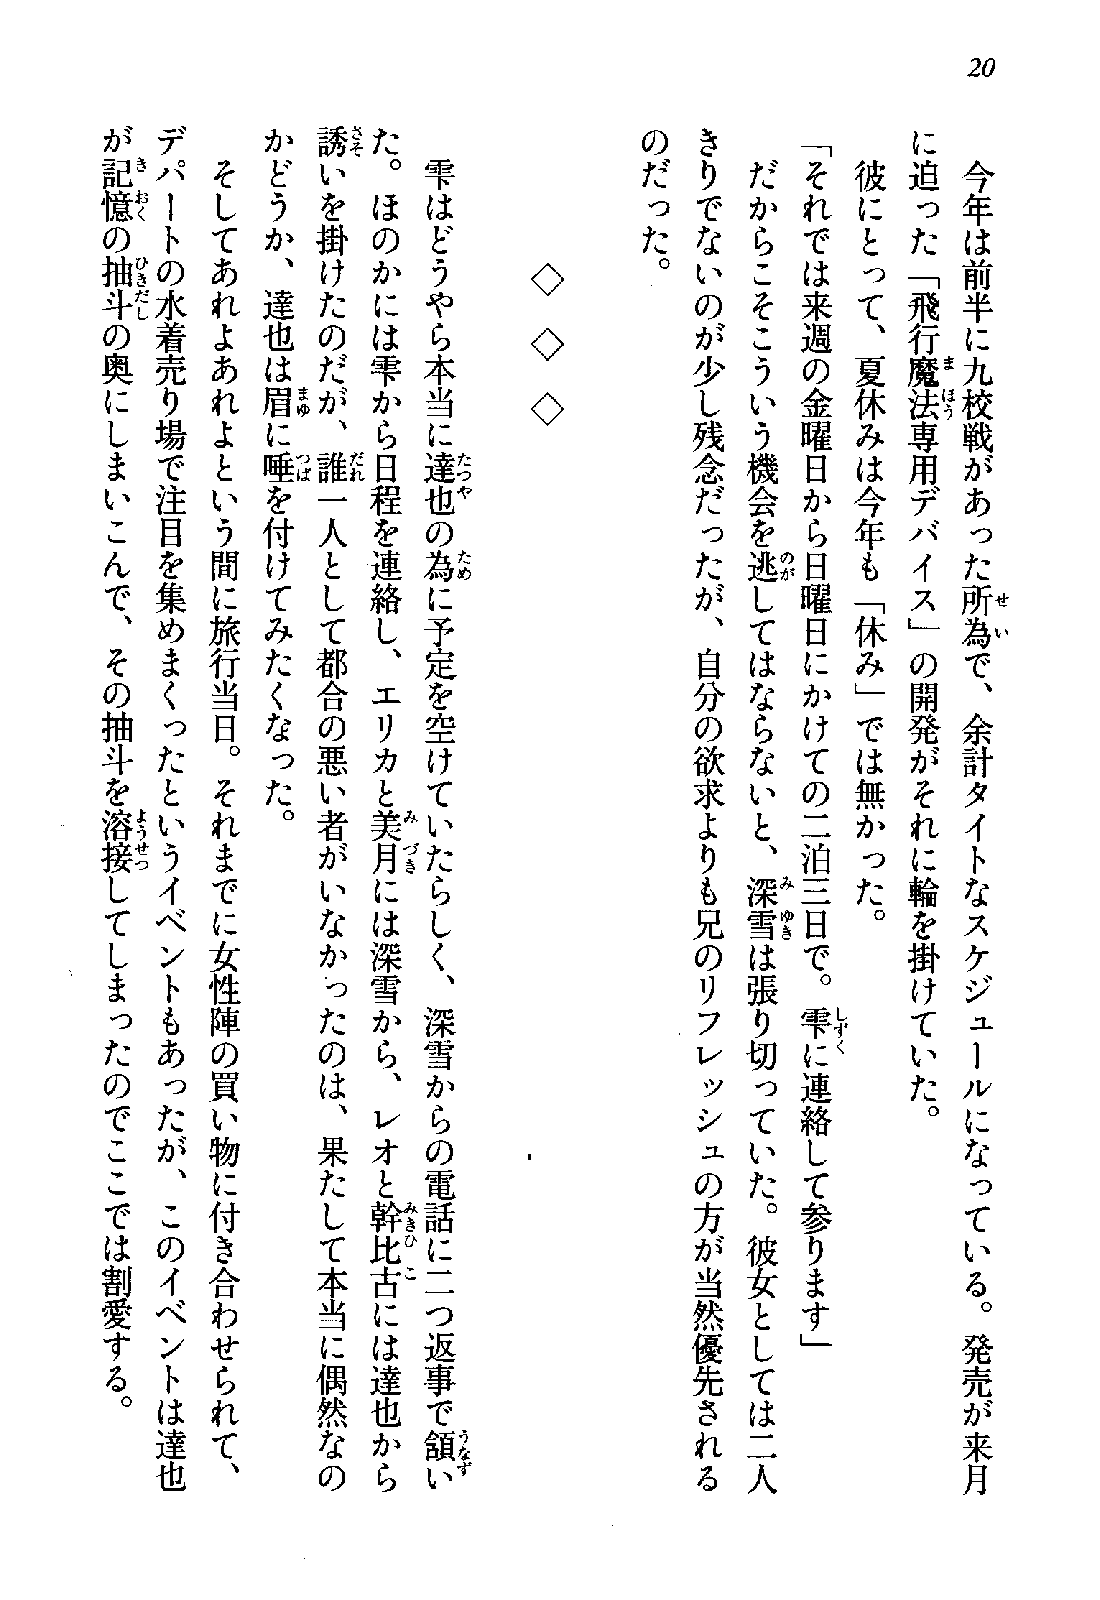 20
今年は前半に九校戦があった所為で、余計タイトなスケジュールになっている。発売が来月
に迫った「飛行魔法専用デバイス」の開発がそれに輪を掛けていた。
彼にとって、夏休みは今年も「休み」では無かった。
「それでは来週の金曜日から日曜日にかけての二泊三日で。雫に連絡して参ります」
だからこそこういう機会を逃してはならないと、深雪は張り切っていた。彼女としては二人
きりでないのが少し残念だったが、自分の欲求よりも兄のリフレッシュの方が当然優先される
のだった。
◇ ◇ ◇
雫はどうやら本当に達也の為に予定を空けていたらしく、深雪からの電話に二つ返事で頷い
た。ほのかには雫から日程を連絡し、エリカと美月には深雪から、レオと幹比古には達也から
誘いを掛けたのだが、誰一人として都合の悪い者がいなかったのは、果たして本当に偶然なの
かどうか、達也は眉に唾を付けてみたくなった。
そしてあれよあれよという間に旅行当日。それまでに女性陣の買い物に付き合わせられて、
デパートの水着売り場で注目を集めまくったというイベントもあったが、このイベントは達也
が記憶の抽斗の奥にしまいこんで、その抽斗を溶接してしまったのでここでは割愛する。